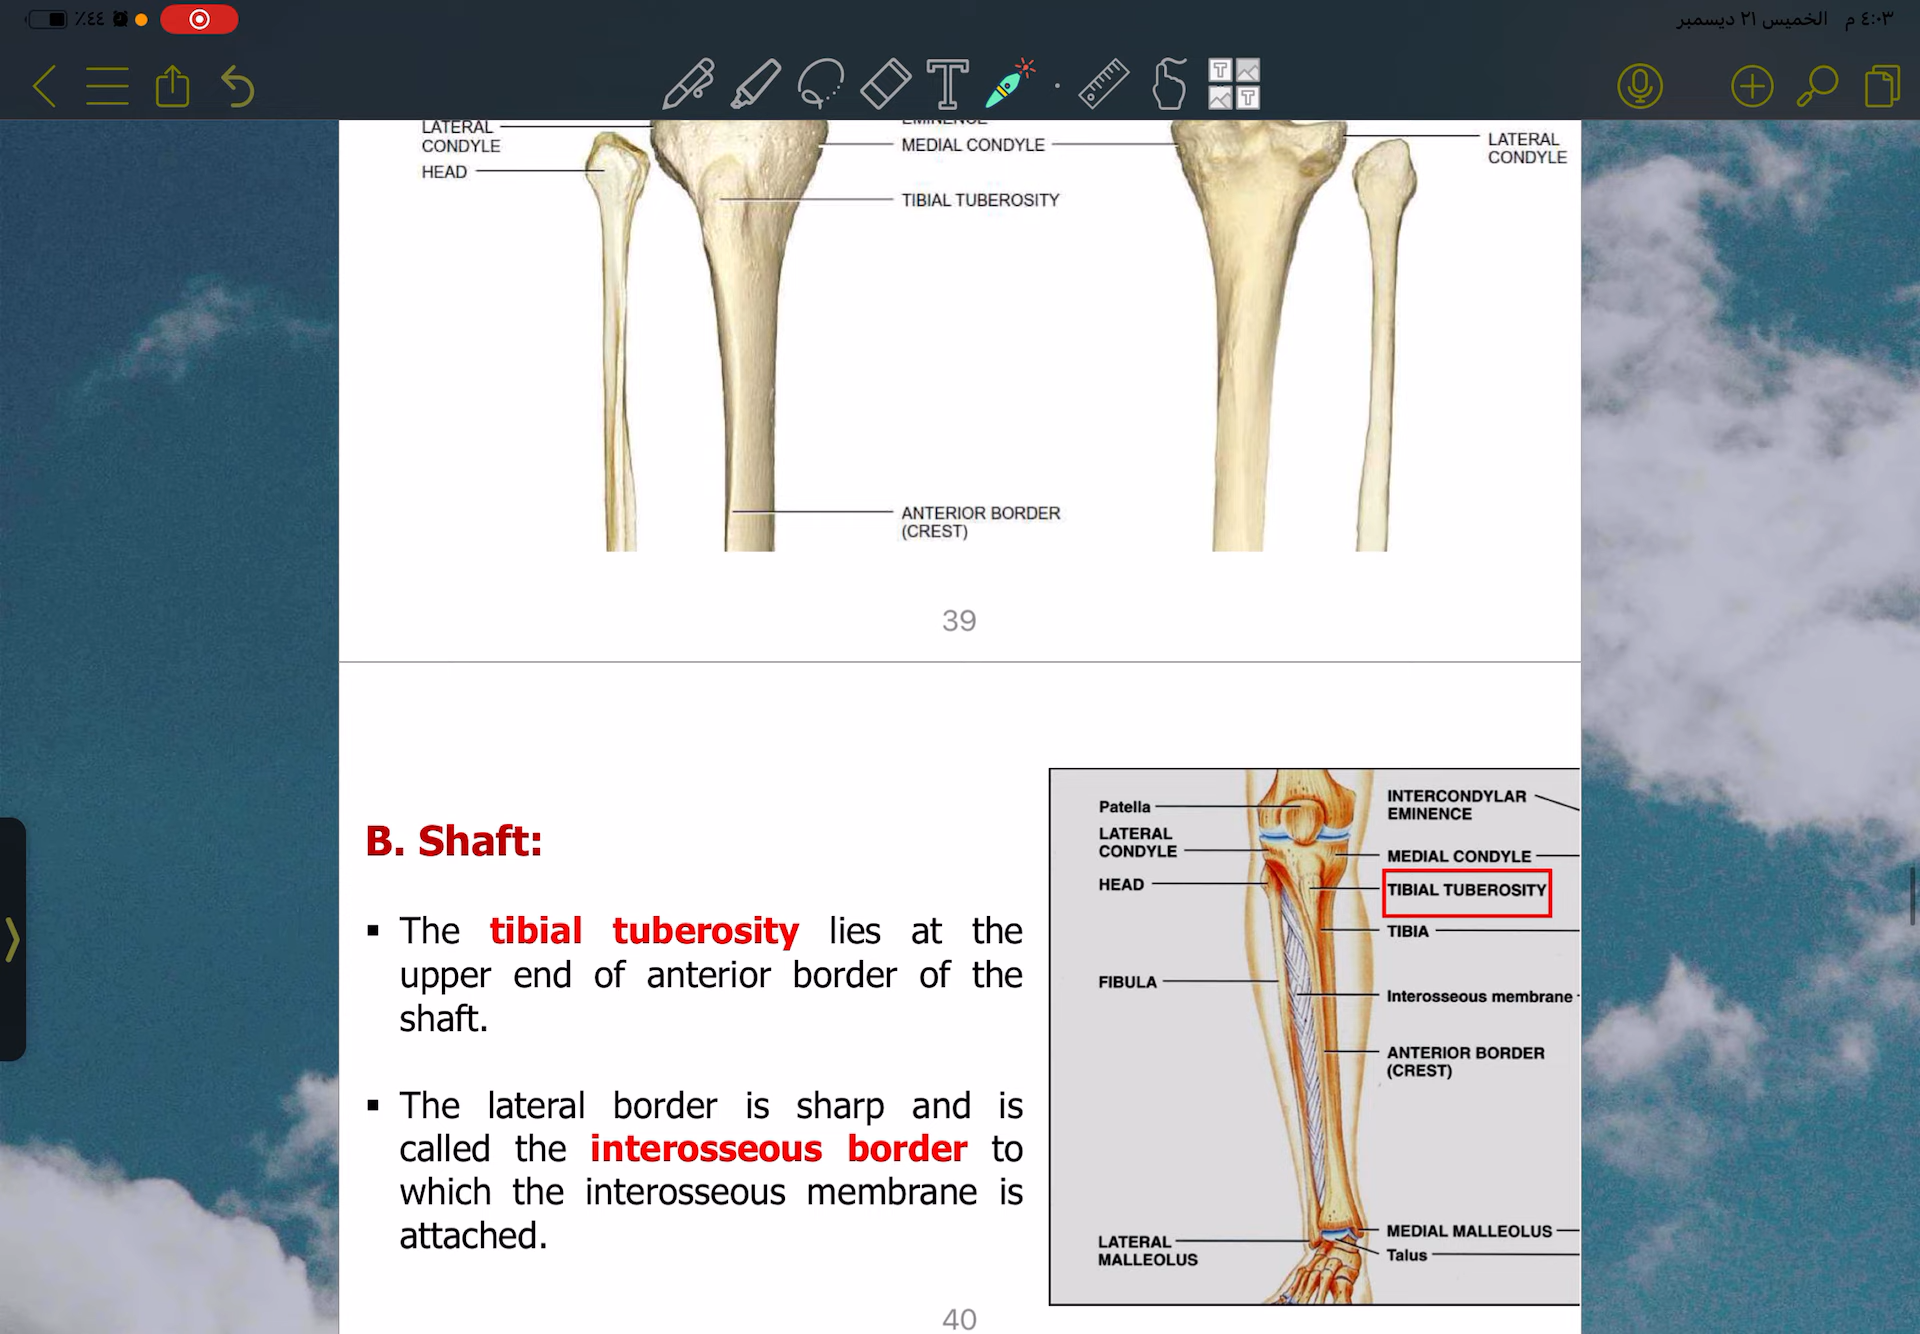 ٪٤٤
٤:٠٣ م الخميس ٢١ ديسمبر
LATERAL
CONDYLE
HEAD
EMINENCE
MEDIAL CONDYLE
TIBIAL TUBEROSITY
ANTERIOR BORDER
(CREST)
LATERAL
CONDYLE
39
B. Shaft:
▪ The tibial tuberosity lies at the
upper end of anterior border of the
shaft.
▪ The lateral border is sharp and is
called the interosseous border to
which the interosseous membrane is
attached.
Patella
LATERAL
CONDYLE
HEAD
FIBULA
LATERAL
MALLEOLUS
INTERCONDYLAR
EMINENCE
MEDIAL CONDYLE
TIBIAL TUBEROSITY
TIBIA
Interosseous membrane
ANTERIOR BORDER
(CREST)
MEDIAL MALLEOLUS
Talus
40